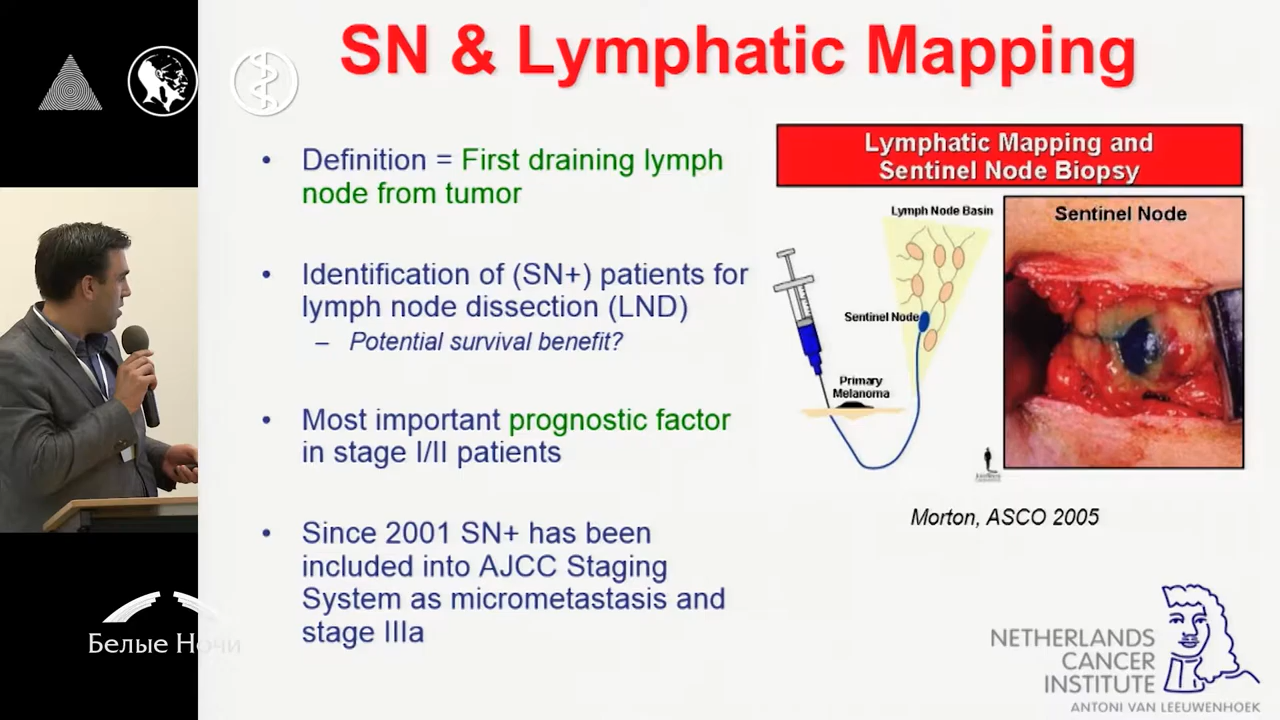 SN & Lymphatic Mapping
• Definition = First draining lymph
node from tumor
• Identification of (SN+) patients for
lymph node dissection (LND)
– Potential survival benefit?
• Most important prognostic factor
in stage I/II patients
• Since 2001 SN+ has been
included into AJCC Staging
System as micrometastasis and
stage IIIa
Lymphatic Mapping and
Sentinel Node Biopsy
Lymph Node Basin
Sentinel Node
Primary
Melanoma
Sentinel Node
Morton, ASCO 2005
NETHERLANDS
CANCER
INSTITUTE
ANTONI VAN LEEUWENHOEK
Белые Ночи